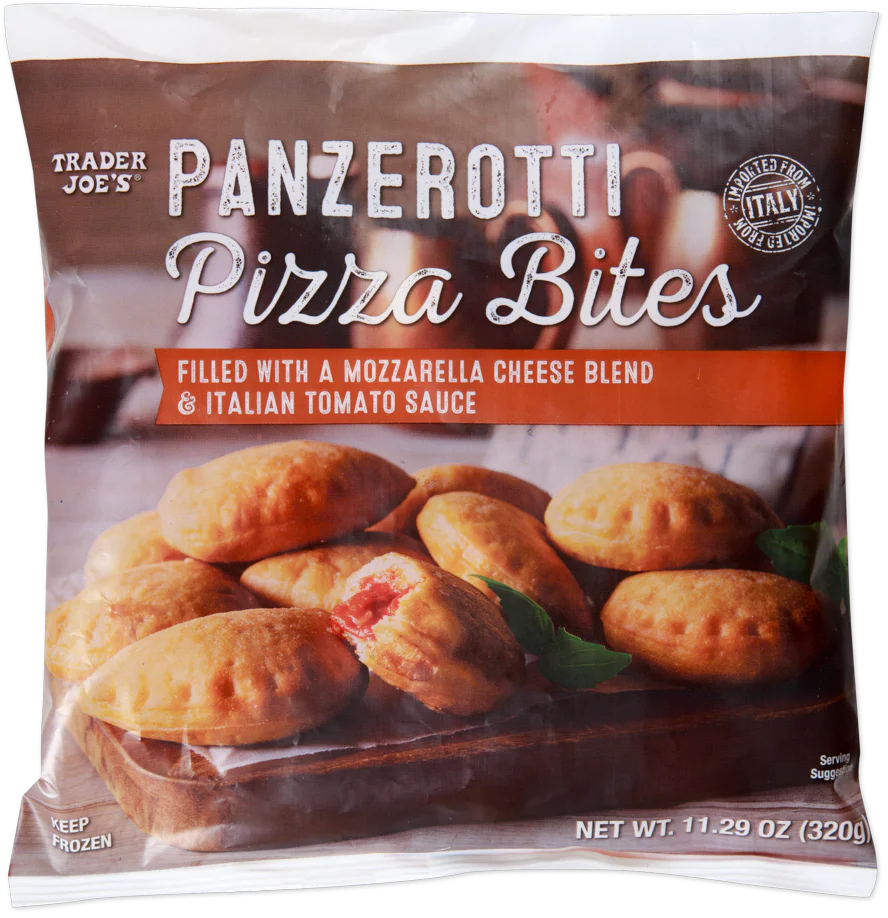 TRADER
JOE'S®
PANZEROTTI
Pizza Bites
IMPORTED FROM
ITALY
IMPORTED FROM
FILLED WITH A MOZZARELLA CHEESE BLEND
& ITALIAN TOMATO SAUCE
Serving
Suggestion
KEEP
FROZEN
NET WT. 11.29 OZ (320g)